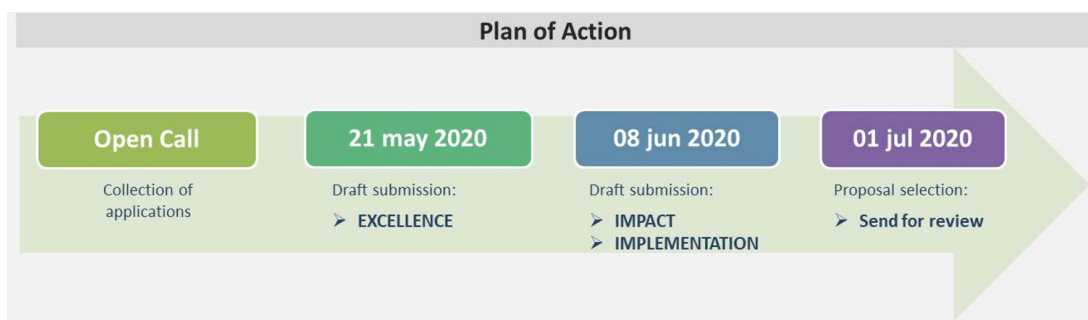 Plan of Action
Open Call
Collection of
applications
21 may 2020
Draft submission:
➢ EXCELLENCE
08 jun 2020
Draft submission:
➢ IMPACT
➢ IMPLEMENTATION
01 jul 2020
Proposal selection:
➢ Send for review